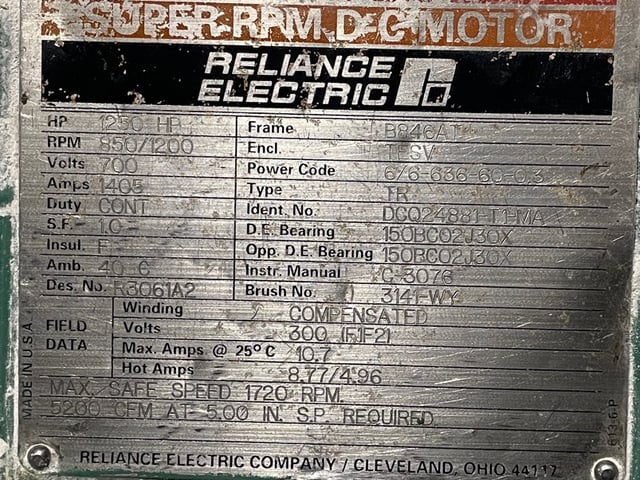 SUPER RPM D-C MOTOR
RELIANCE
ELECTRIC
HP 1250 HP Frame B846AT
RPM 850/1200 Encl.
Volts 700 Power Code 6/6-636-60-0.3
Amps 1405 Type TR
Duty CONT Ident. No. DCQ24881-T1-MA
S.F. 1.0 D.E. Bearing 150BC02J30X
Insul. F Opp. D.E. Bearing 150BC02J30X
Amb. 40 C Instr. Manual C-3076
Des. No. R3061A2 Brush No. 3141-WY
FIELD DATA
Winding COMPENSATED
Volts 300 (F1F2)
Max. Amps @ 25° C 10.7
Hot Amps 8.77/4.96
MAX. SAFE SPEED 1720 RPM.
5200 CFM AT 5.00 IN. S.P. REQUIRED
RELIANCE ELECTRIC COMPANY / CLEVELAND, OHIO 44117
MADE IN U.S.A.
613-6-P